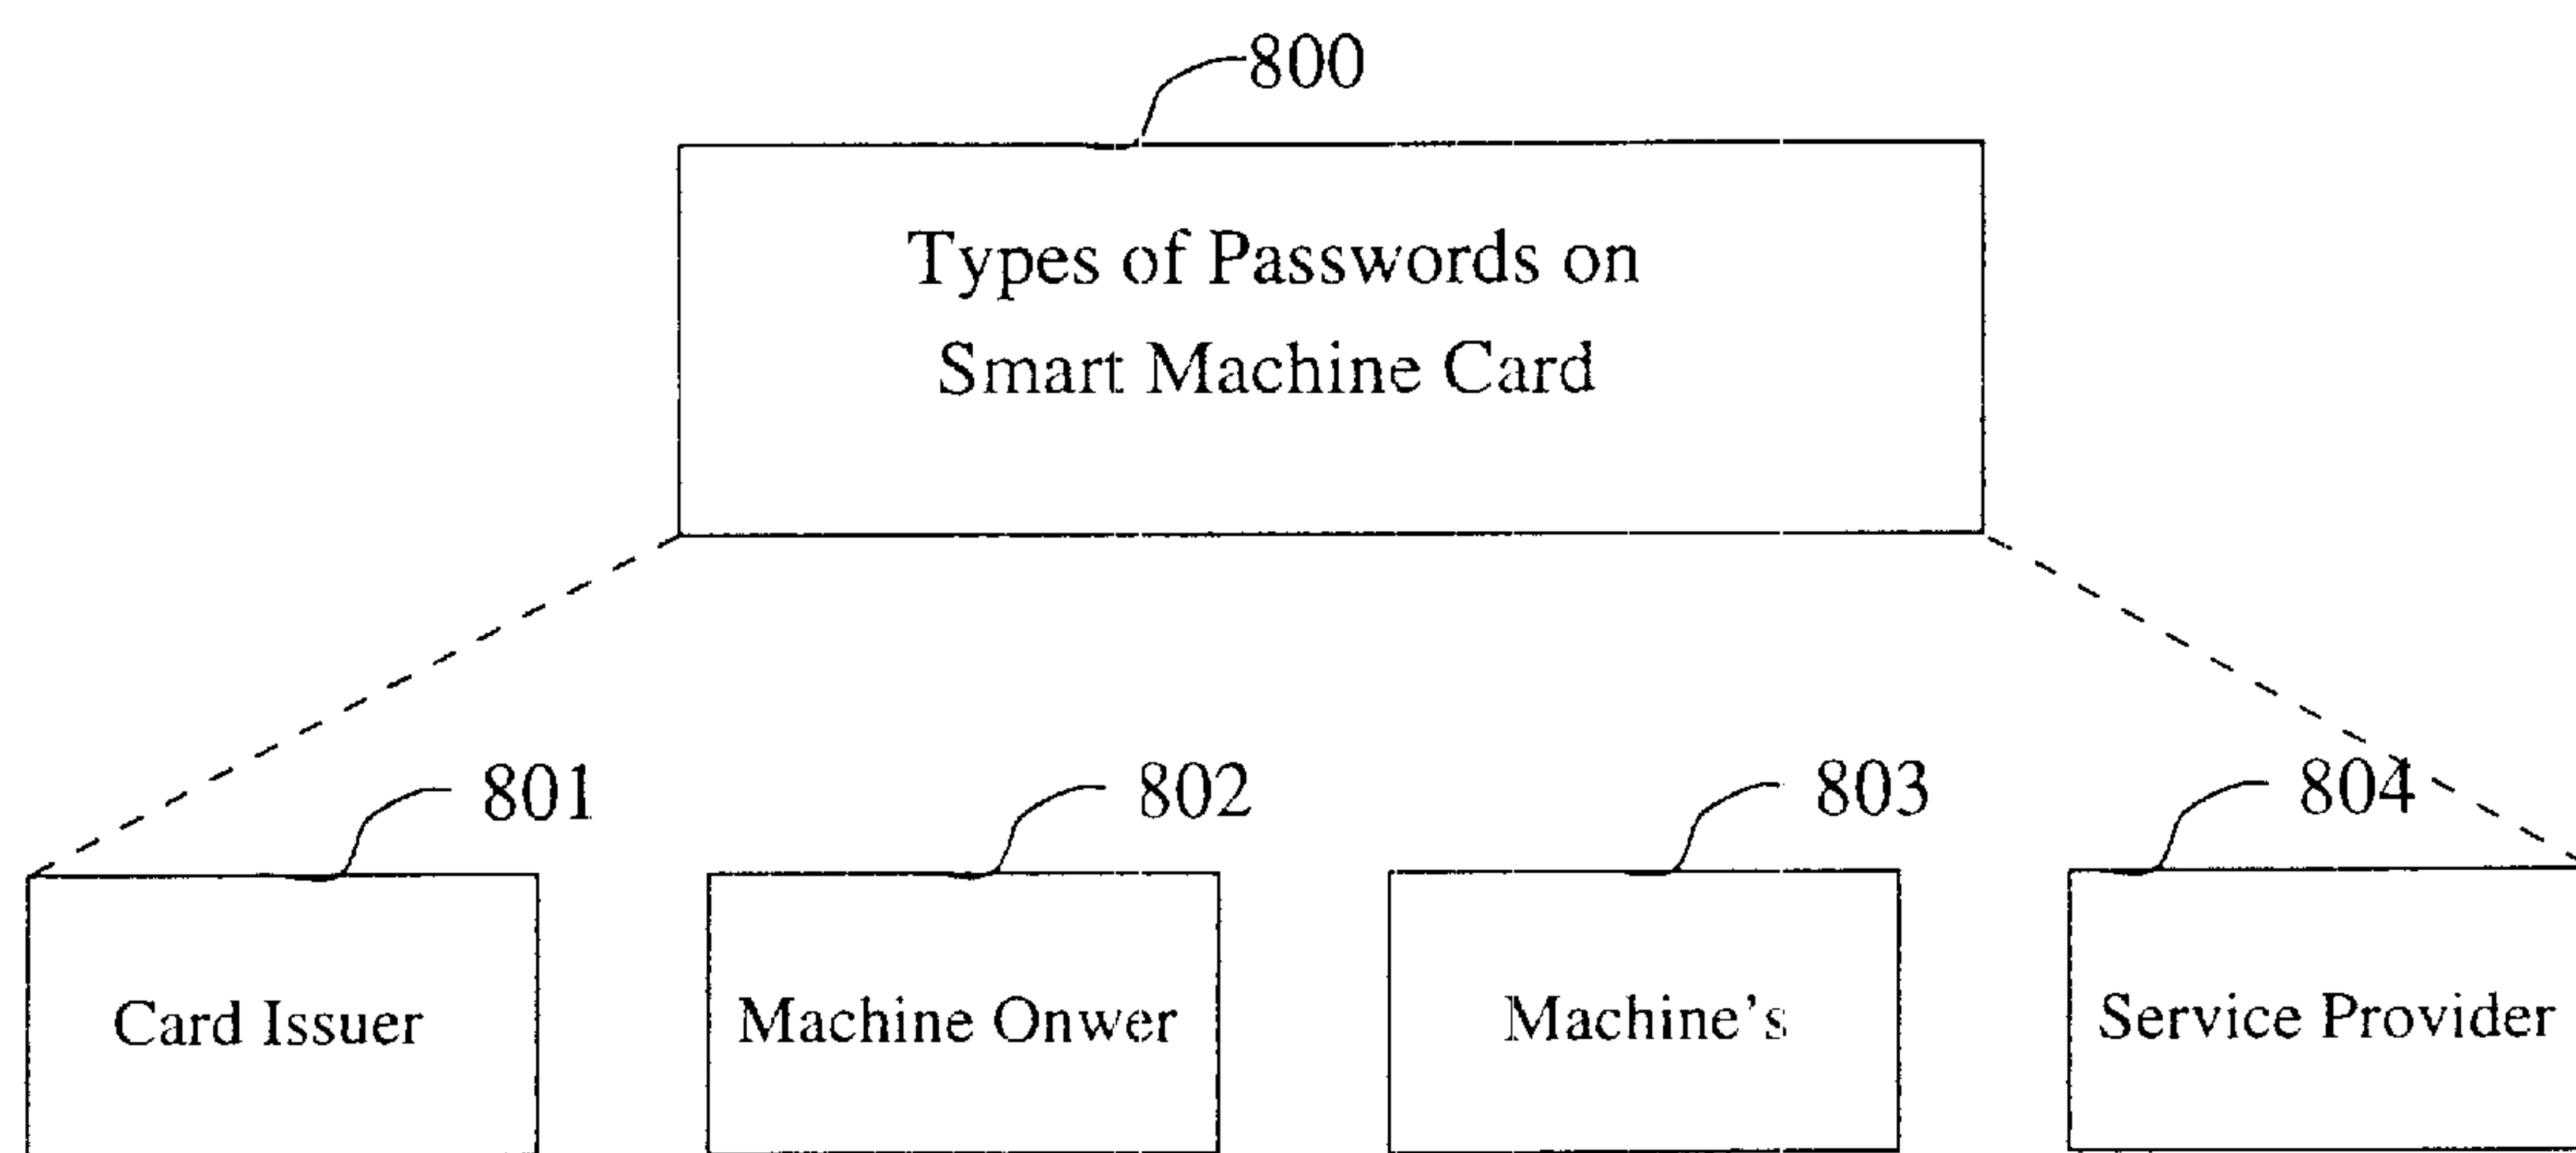 800
Types of Passwords on
Smart Machine Card
801
802
803
804
Card Issuer
Machine Onwer
Machine's
Service Provider